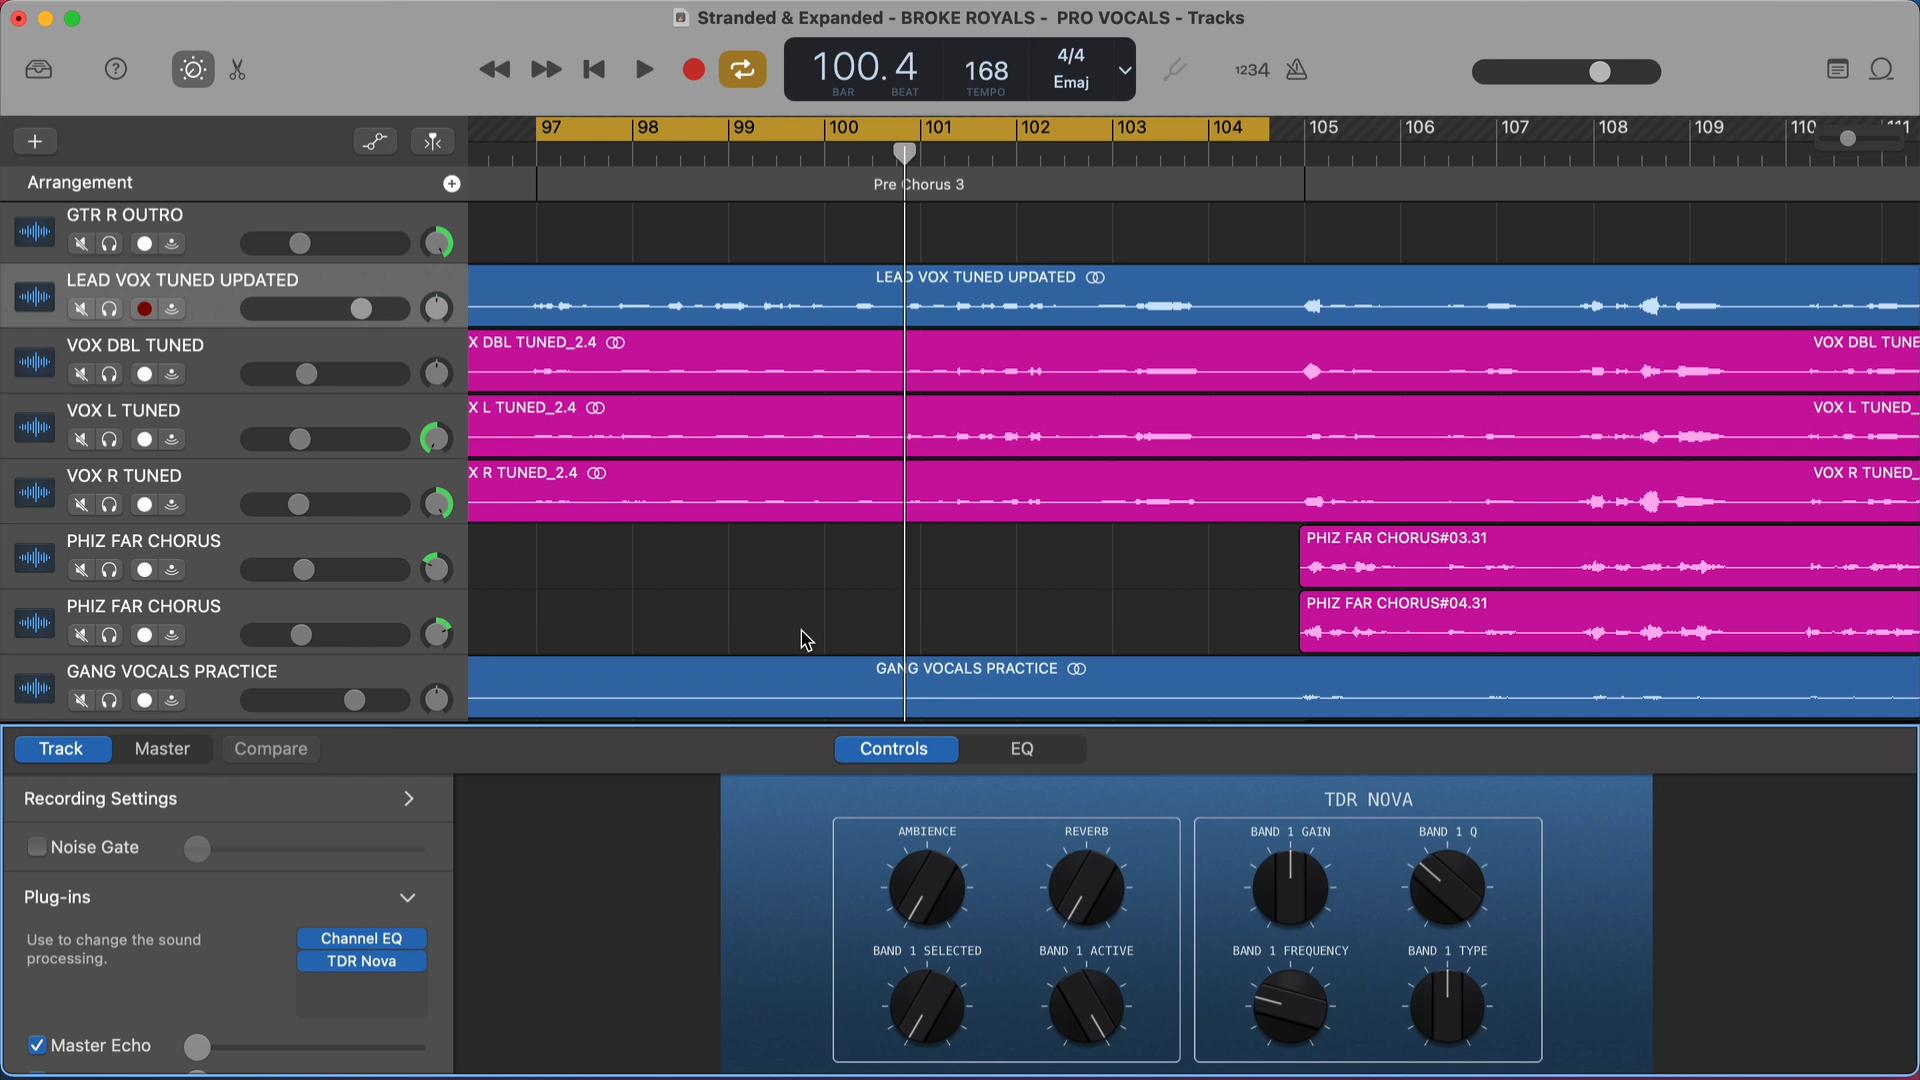 Stranded & Expanded - BROKE ROYALS - PRO VOCALS - Tracks
100.4
BAR
BEAT
168
TEMPO
4/4
Emaj
1234
97
98
99
100
101
102
103
104
105
106
107
108
109
Arrangement
Pre Chorus 3
GTR R OUTRO
LEAD VOX TUNED UPDATED
LEAD VOX TUNED UPDATED
VOX DBL TUNED
X DBL TUNED_2.4
VOX DBL TUNE
VOX L TUNED
X L TUNED_2.4
VOX L TUNED_
VOX R TUNED
X R TUNED_2.4
VOX R TUNED_
PHIZ FAR CHORUS
PHIZ FAR CHORUS#03.31
PHIZ FAR CHORUS
PHIZ FAR CHORUS#04.31
GANG VOCALS PRACTICE
GANG VOCALS PRACTICE
Track
Master
Compare
Controls
EQ
Recording Settings
Noise Gate
Plug-ins
Use to change the sound
processing.
Channel EQ
TDR Nova
Master Echo
TDR NOVA
AMBIENCE
REVERB
BAND 1 GAIN
BAND 1 Q
BAND 1 SELECTED
BAND 1 ACTIVE
BAND 1 FREQUENCY
BAND 1 TYPE